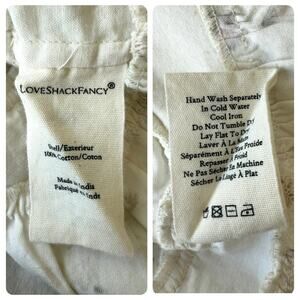 LoveShackFancy®
Shell/Exterieur
100% Cotton/Coton
Made in India
Fabriqué en Inde
Hand Wash Separately
In Cold Water
Cool Iron
Do Not Tumble Dry
Lay Flat To Dry
Laver À La Main
Séparément À L'Eau Froide
Repasser À Froid
Ne Pas Sécher En Machine
Sécher Le Linge À Plat